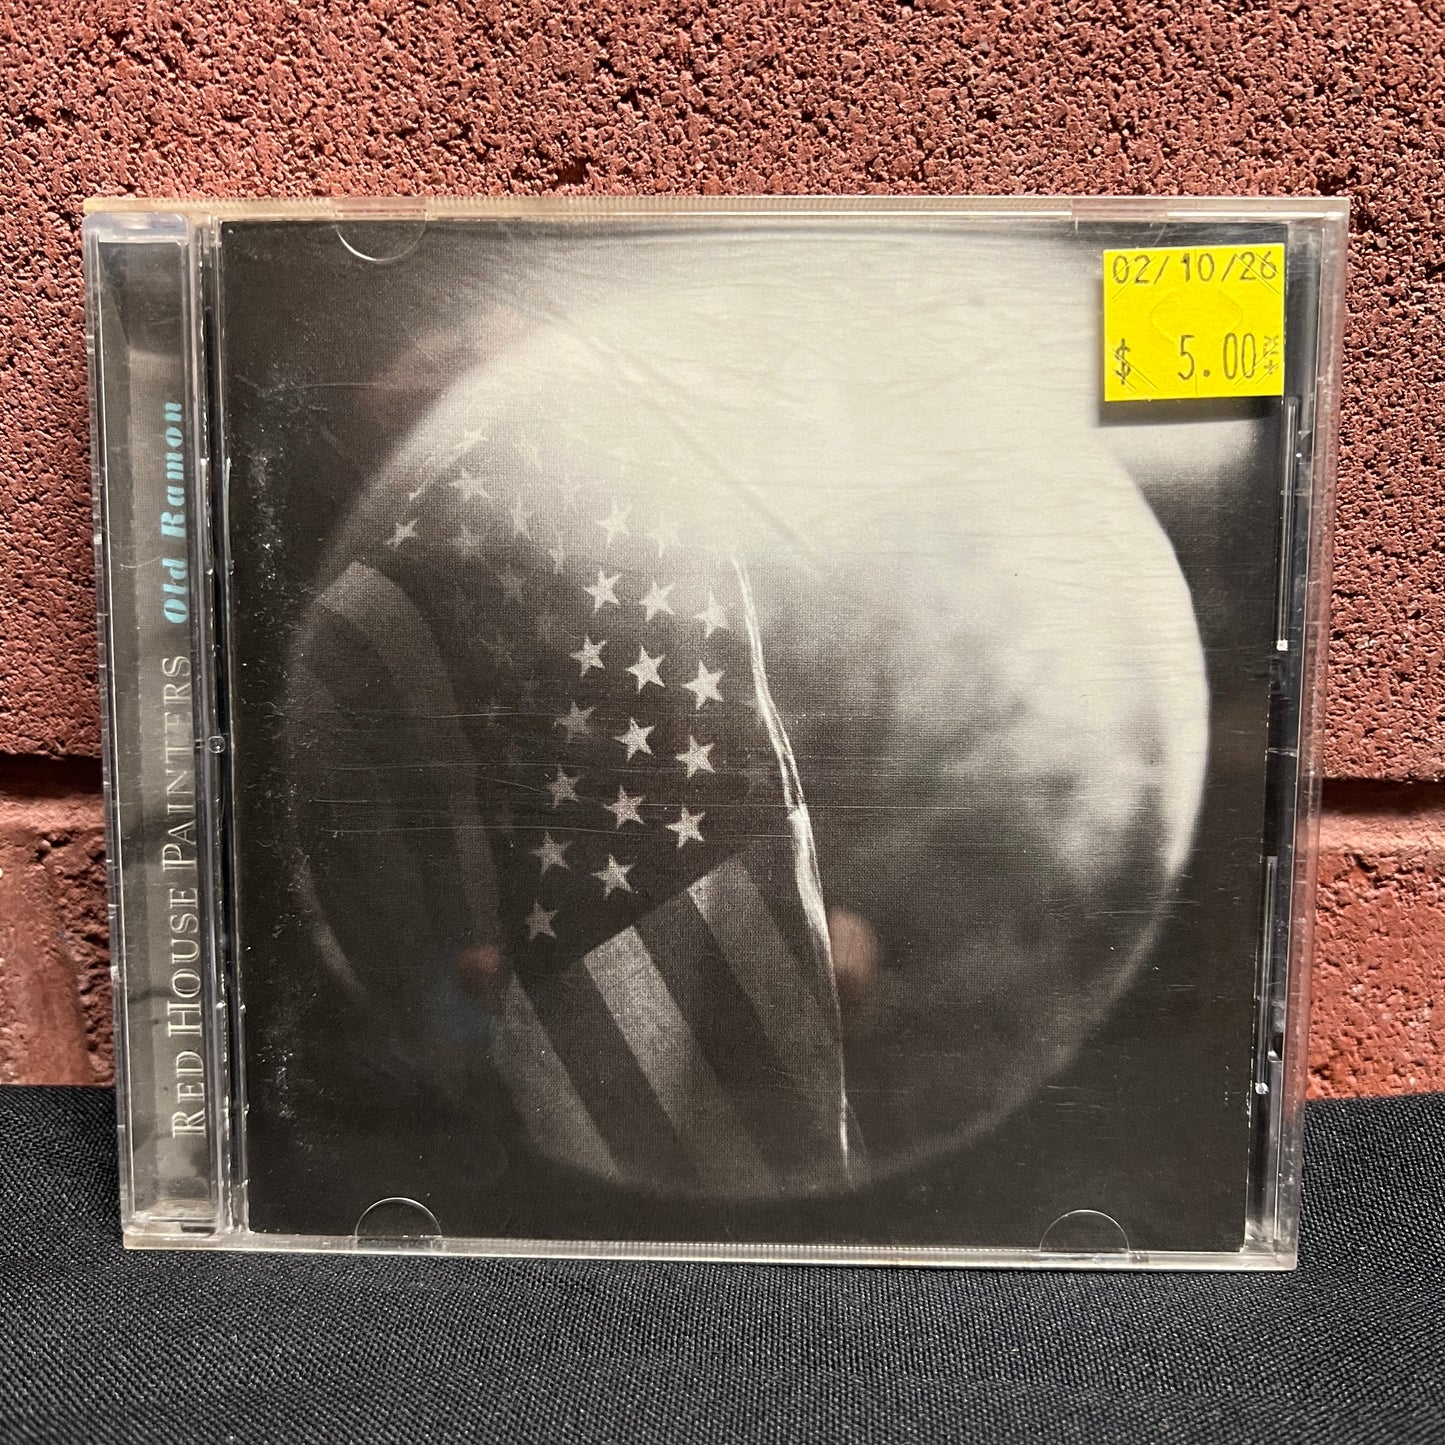 RED HOUSE PAINTERS Old Ramon
02/10/26
$ 5.00